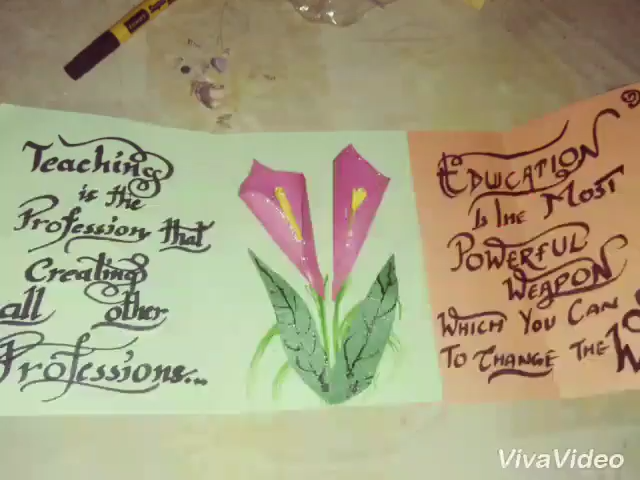 Teaching
is the
Profession that
Creating
all other
Professions...
EDUCATION
Is the MOST
POWERFUL
WEAPON
WHICH YOU CAN
TO CHANGE THE
VivaVideo